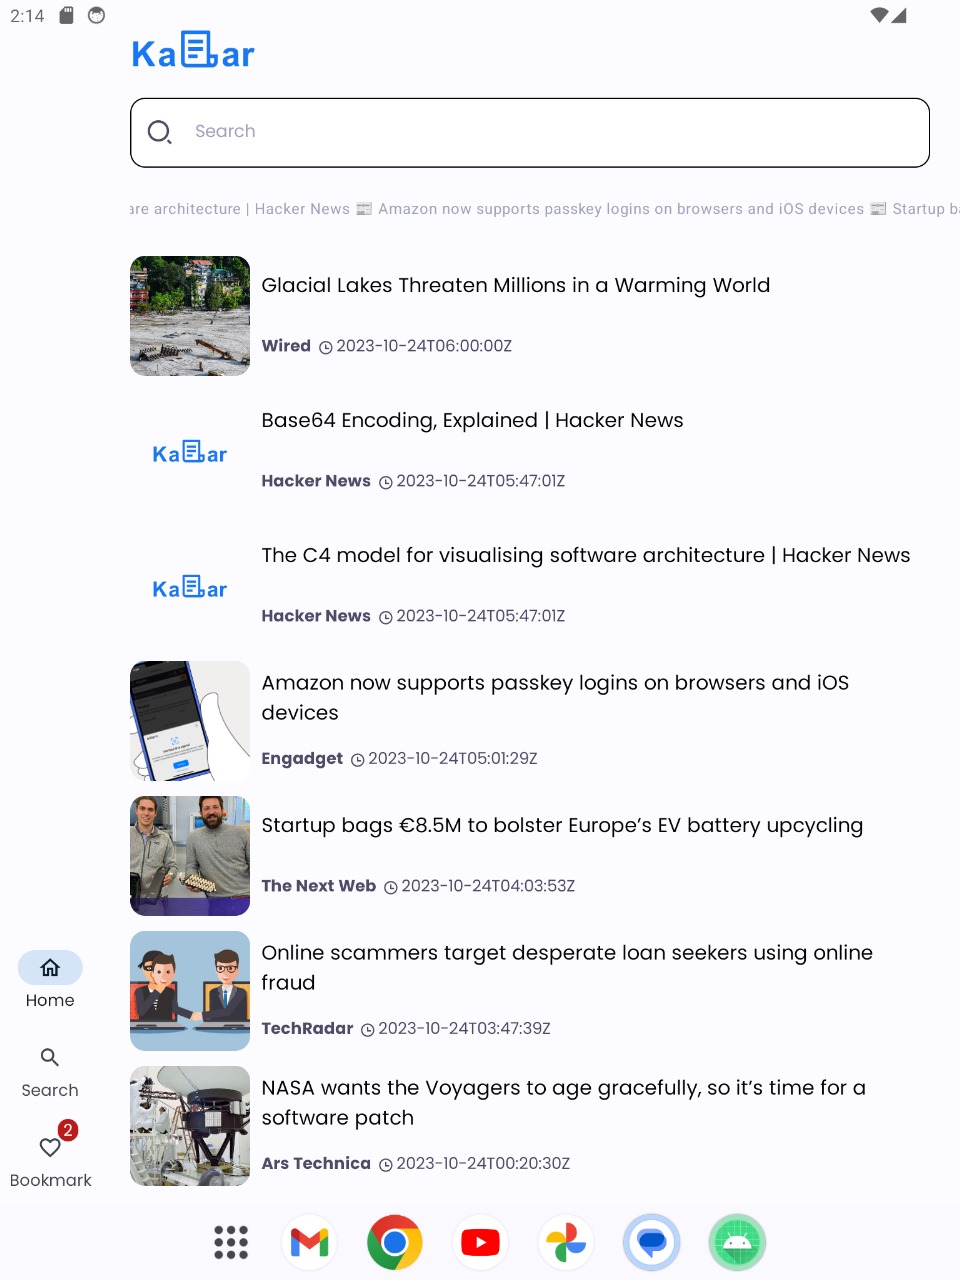 2:14
Ka ar
Search
are architecture | Hacker News 📰 Amazon now supports passkey logins on browsers and iOS devices 📰 Startup b
Glacial Lakes Threaten Millions in a Warming World
Wired 2023-10-24T06:00:00Z
Base64 Encoding, Explained | Hacker News
Ka ar
Hacker News 2023-10-24T05:47:01Z
The C4 model for visualising software architecture | Hacker News
Ka ar
Hacker News 2023-10-24T05:47:01Z
Amazon now supports passkey logins on browsers and iOS
devices
Engadget 2023-10-24T05:01:29Z
Startup bags €8.5M to bolster Europe’s EV battery upcycling
The Next Web 2023-10-24T04:03:53Z
Online scammers target desperate loan seekers using online
fraud
TechRadar 2023-10-24T03:47:39Z
NASA wants the Voyagers to age gracefully, so it’s time for a
software patch
Ars Technica 2023-10-24T00:20:30Z
Home
Search
2
Bookmark